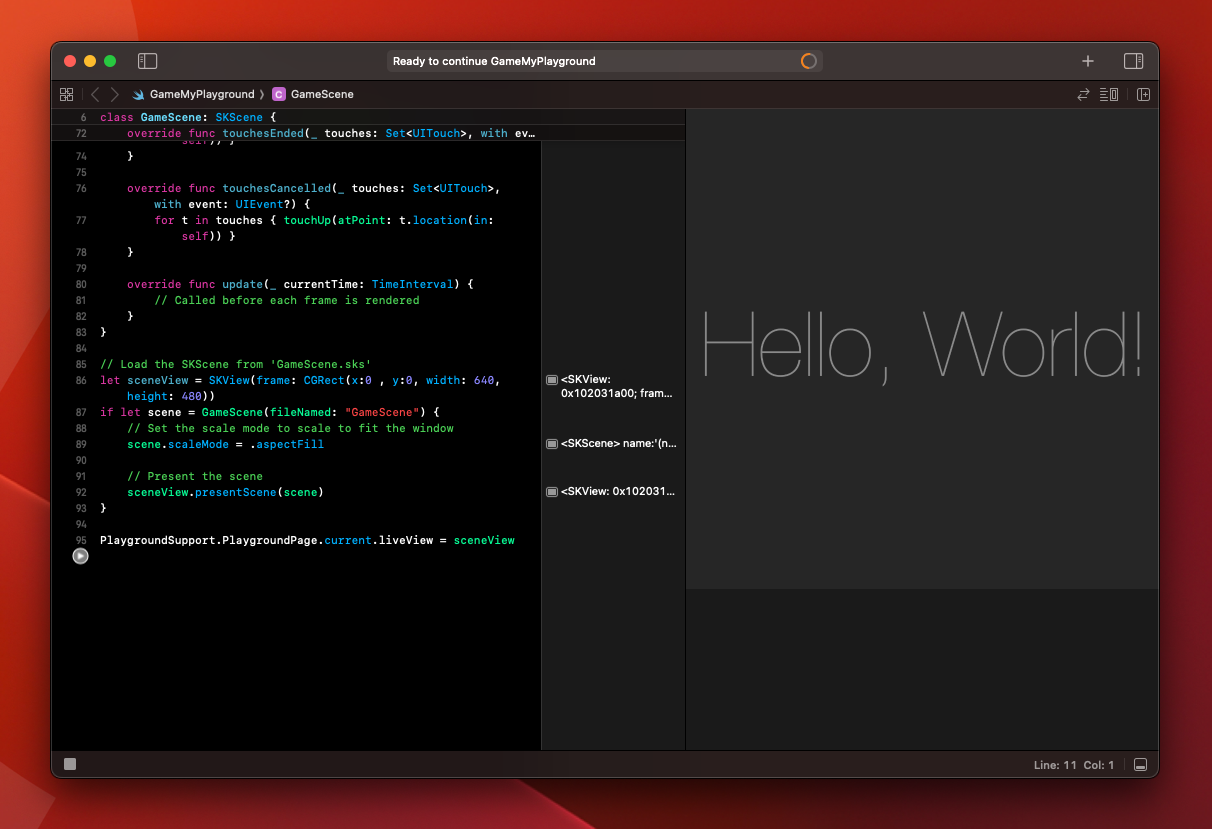 Ready to continue GameMyPlayground
GameMyPlayground
C GameScene
6 class GameScene: SKScene {
72 override func touchesEnded(_ touches: Set<UITouch>, with ev…
self)) }
74 }
75
76 override func touchesCancelled(_ touches: Set<UITouch>,
with event: UIEvent?) {
77 for t in touches { touchUp(atPoint: t.location(in:
self)) }
78 }
79
80 override func update(_ currentTime: TimeInterval) {
81 // Called before each frame is rendered
82 }
83 }
84
85 // Load the SKScene from 'GameScene.sks'
86 let sceneView = SKView(frame: CGRect(x:0 , y:0, width: 640,
height: 480))
87 if let scene = GameScene(fileNamed: "GameScene") {
88 // Set the scale mode to scale to fit the window
89 scene.scaleMode = .aspectFill
90
91 // Present the scene
92 sceneView.presentScene(scene)
93 }
94
95 PlaygroundSupport.PlaygroundPage.current.liveView = sceneView
<SKView:
0x102031a00; fram...
<SKScene> name:'(n...
<SKView: 0x102031...
Hello, World!
Line: 11 Col: 1